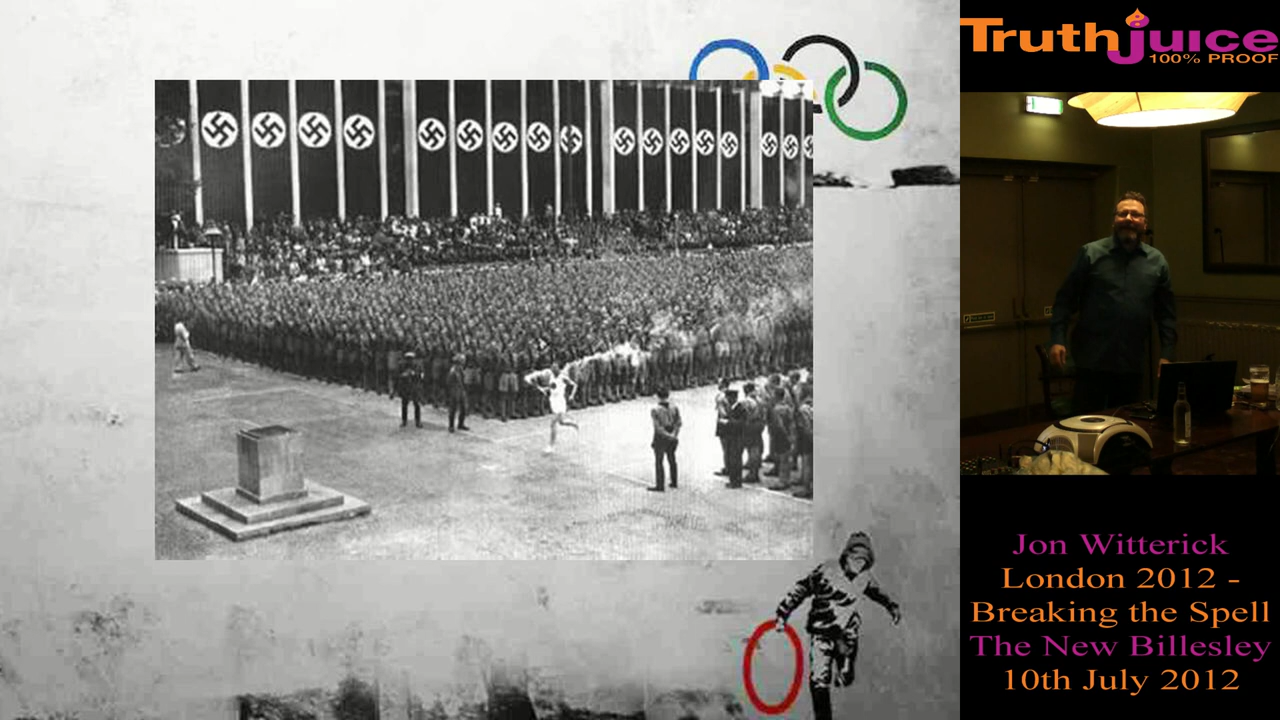 Truthjuice
100% PROOF
Jon Witterick
London 2012 -
Breaking the Spell
The New Billesley
10th July 2012